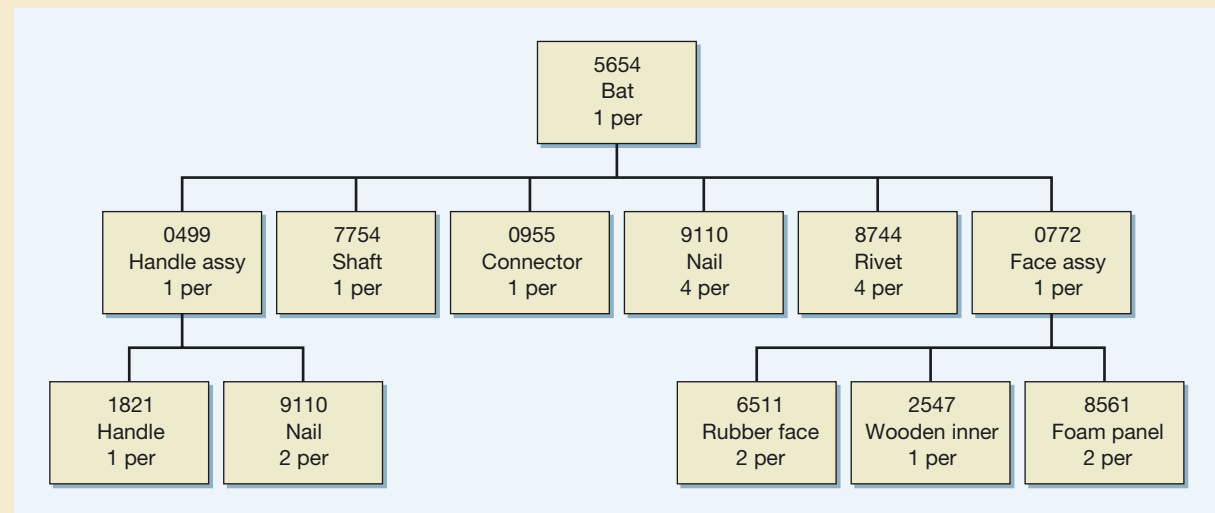 5654
Bat
1 per
0499
Handle assy
1 per
7754
Shaft
1 per
0955
Connector
1 per
9110
Nail
4 per
8744
Rivet
4 per
0772
Face assy
1 per
1821
Handle
1 per
9110
Nail
2 per
6511
Rubber face
2 per
2547
Wooden inner
1 per
8561
Foam panel
2 per